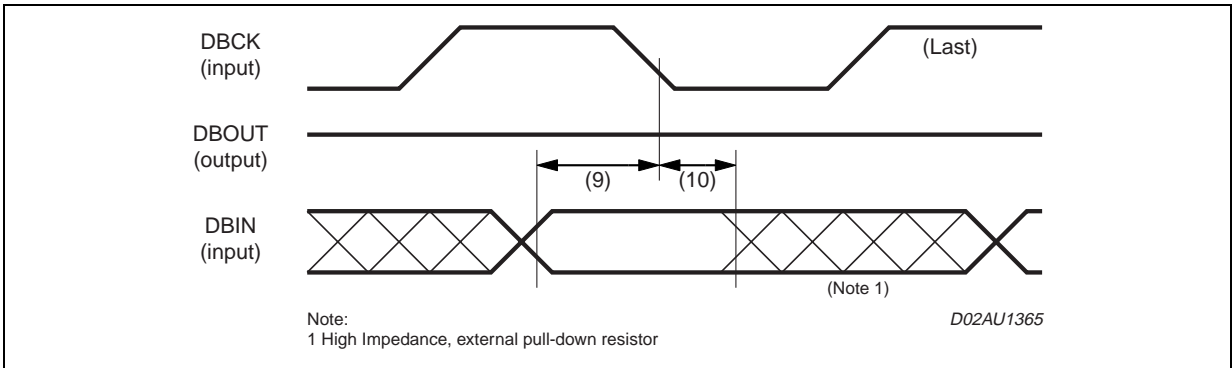 DBCK
(input)
(Last)
DBOUT
(output)
(9)
(10)
DBIN
(input)
(Note 1)
Note:
1 High Impedance, external pull-down resistor
D02AU1365